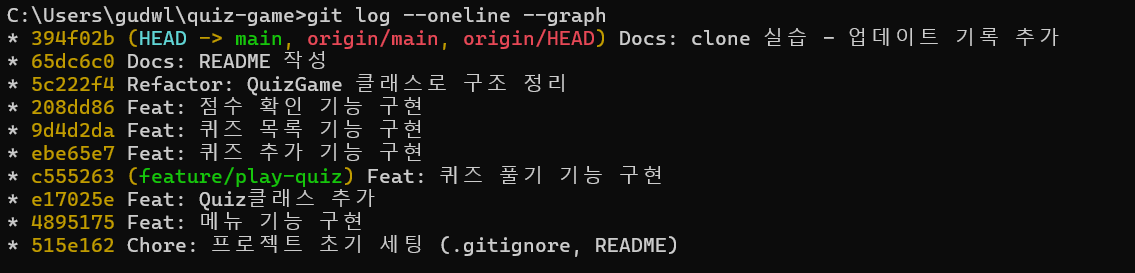 C:\Users\gudwl\quiz-game>git log --oneline --graph
* 394f02b (HEAD -> main, origin/main, origin/HEAD) Docs: clone 실습 - 업데이트 기록 추가
* 65dc6c0 Docs: README 작성
* 5c222f4 Refactor: QuizGame 클래스로 구조 정리
* 208dd86 Feat: 점수 확인 기능 구현
* 9d4d2da Feat: 퀴즈 목록 기능 구현
* ebe65e7 Feat: 퀴즈 추가 기능 구현
* c555263 (feature/play-quiz) Feat: 퀴즈 풀기 기능 구현
* e17025e Feat: Quiz클래스 추가
* 4895175 Feat: 메뉴 기능 구현
* 515e162 Chore: 프로젝트 초기 세팅 (.gitignore, README)